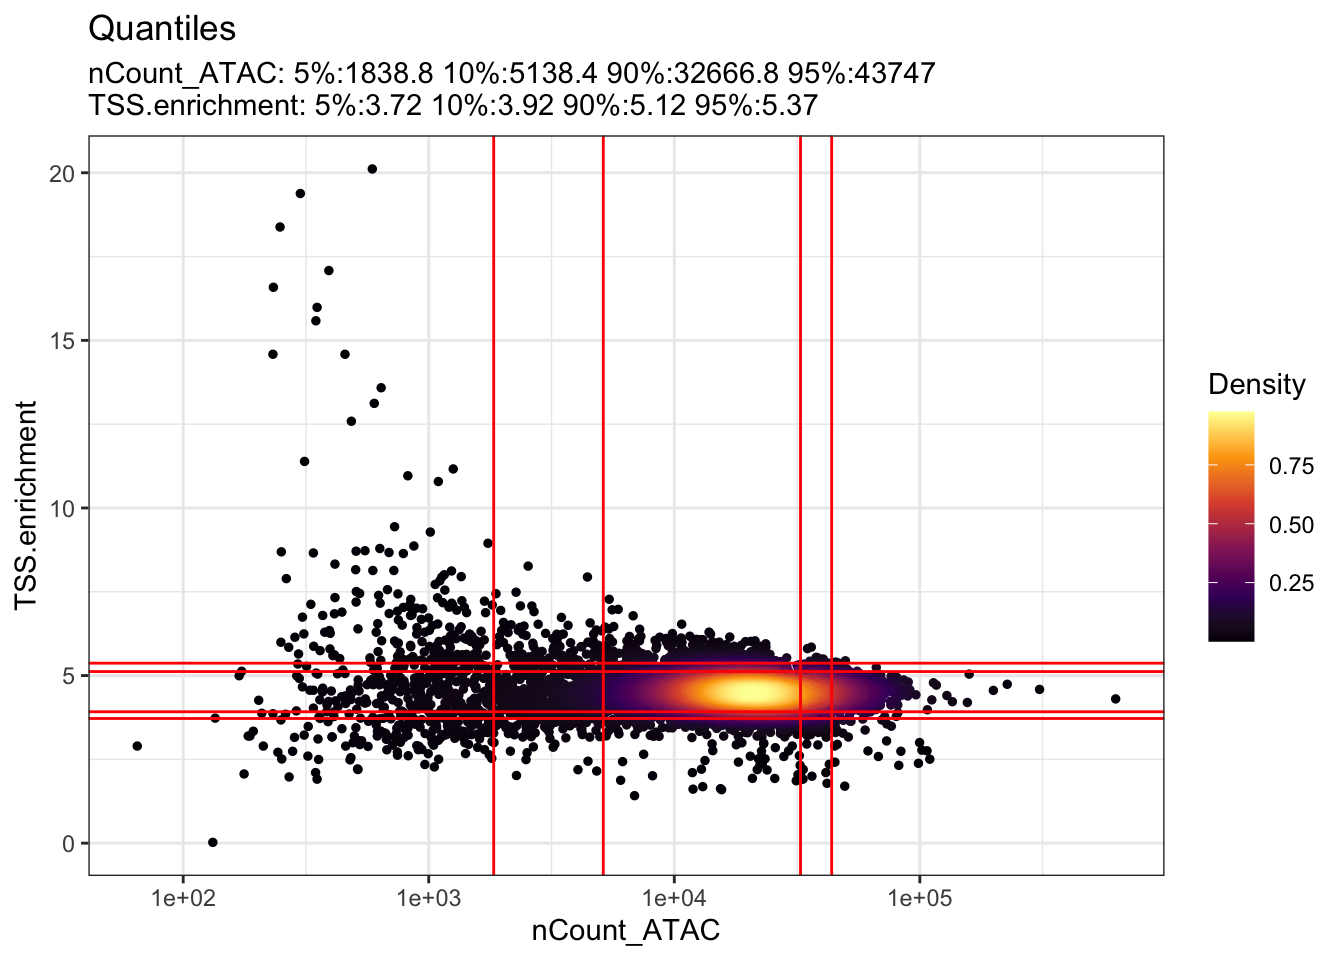 Quantiles
nCount_ATAC: 5%:1838.8 10%:5138.4 90%:32666.8 95%:43747
TSS.enrichment: 5%:3.72 10%:3.92 90%:5.12 95%:5.37
20
15
10
5
0
TSS.enrichment
1e+02
1e+03
1e+04
1e+05
nCount_ATAC
Density
0.75
0.50
0.25